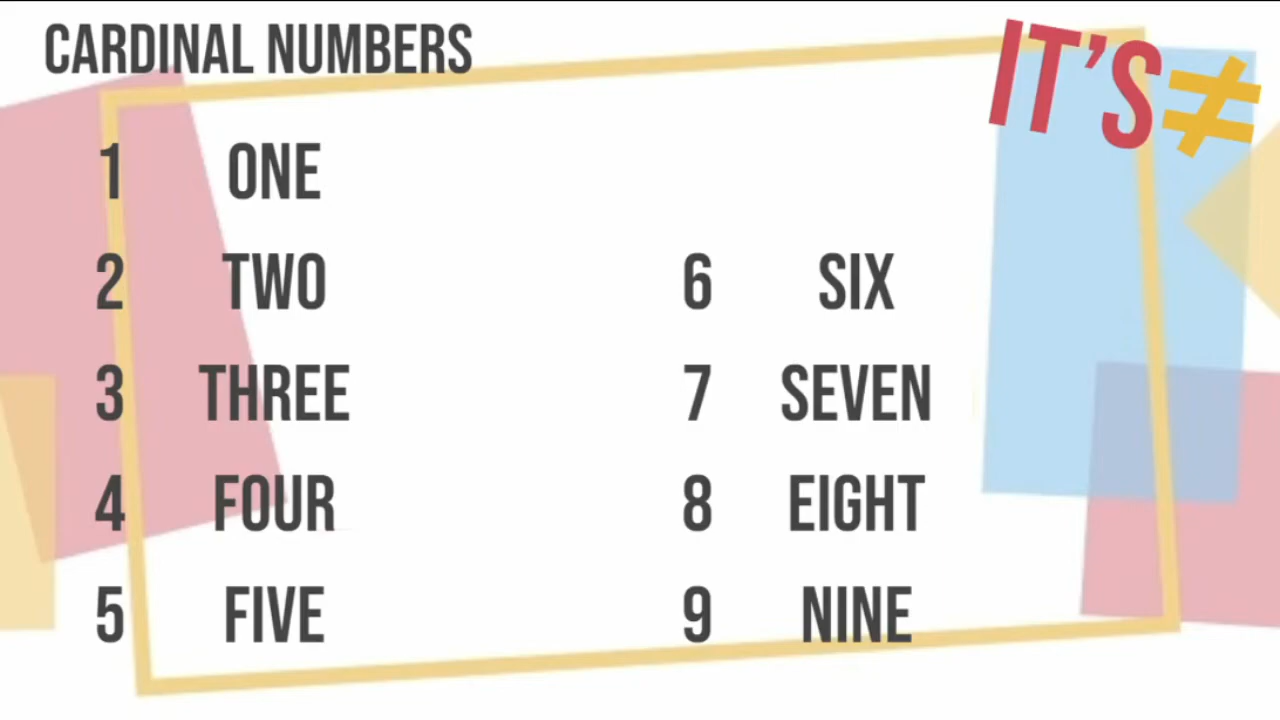 CARDINAL NUMBERS
IT'S≠
1 ONE
2 TWO
3 THREE
4 FOUR
5 FIVE
6 SIX
7 SEVEN
8 EIGHT
9 NINE